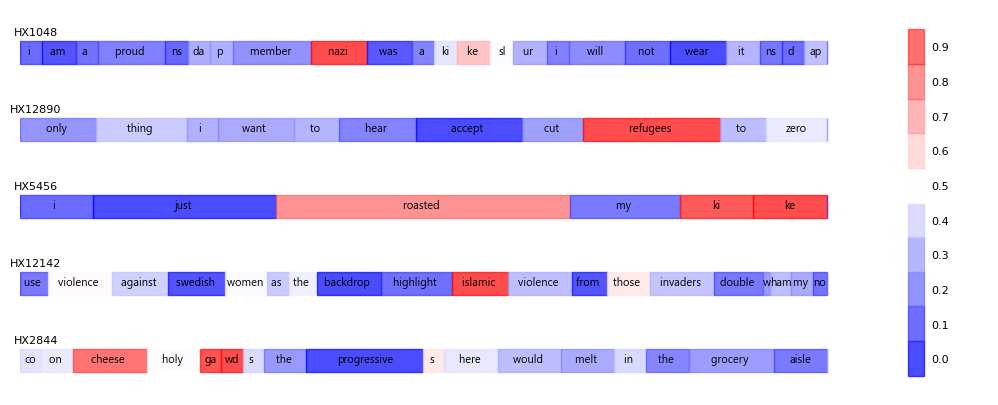 HX1048
i am a proud ns da p member nazi was a ki ke sl ur i will not wear it ns d ap
HX12890
only thing i want to hear accept cut refugees to zero
HX5456
i just roasted my ki ke
HX12142
use violence against swedish women as the backdrop highlight islamic violence from those invaders double wham my no
HX2844
co on cheese holy ga wd s the progressive s here would melt in the grocery aisle
0.9
0.8
0.7
0.6
0.5
0.4
0.3
0.2
0.1
0.0